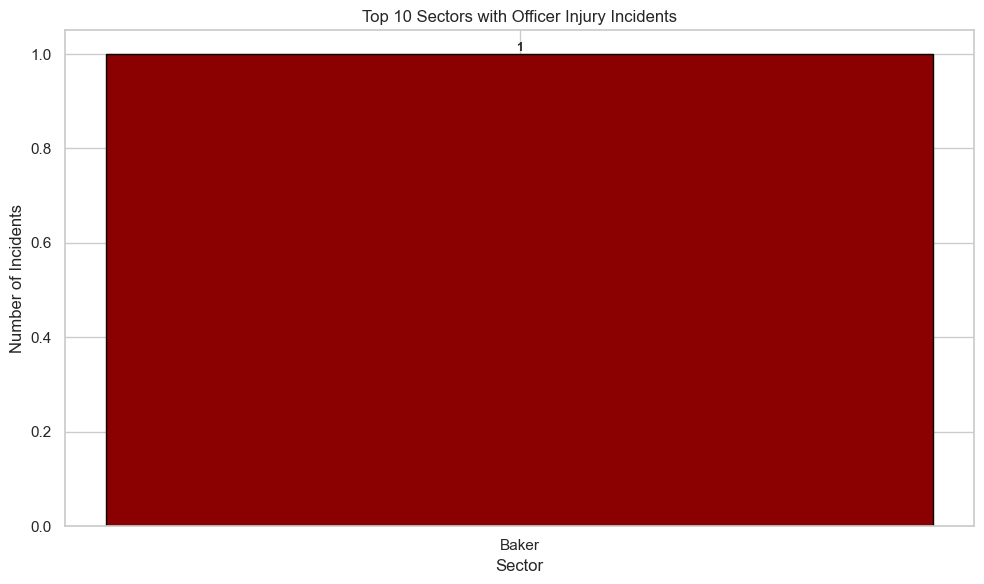 Top 10 Sectors with Officer Injury Incidents
1
1.0
0.8
0.6
0.4
0.2
0.0
Number of Incidents
Baker
Sector